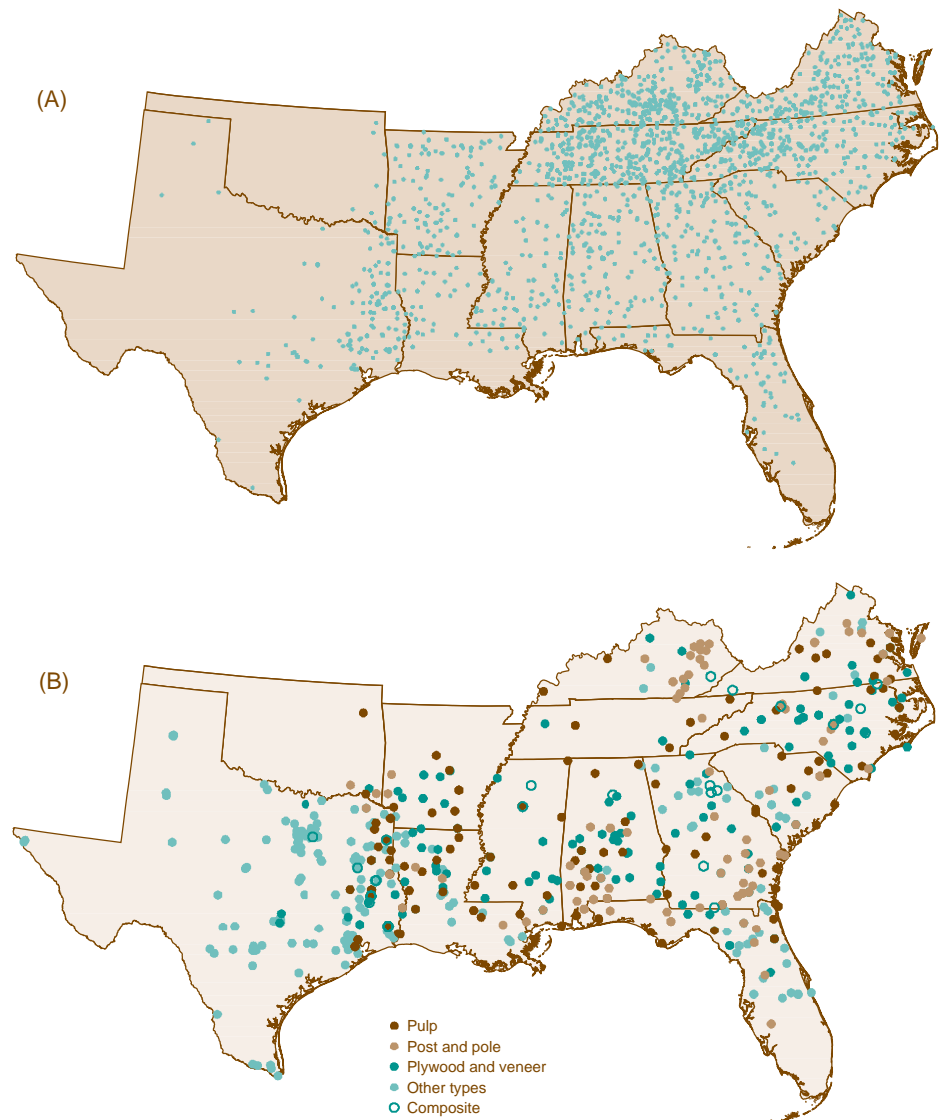 (A)
(B)
Pulp
Post and pole
Plywood and veneer
Other types
Composite